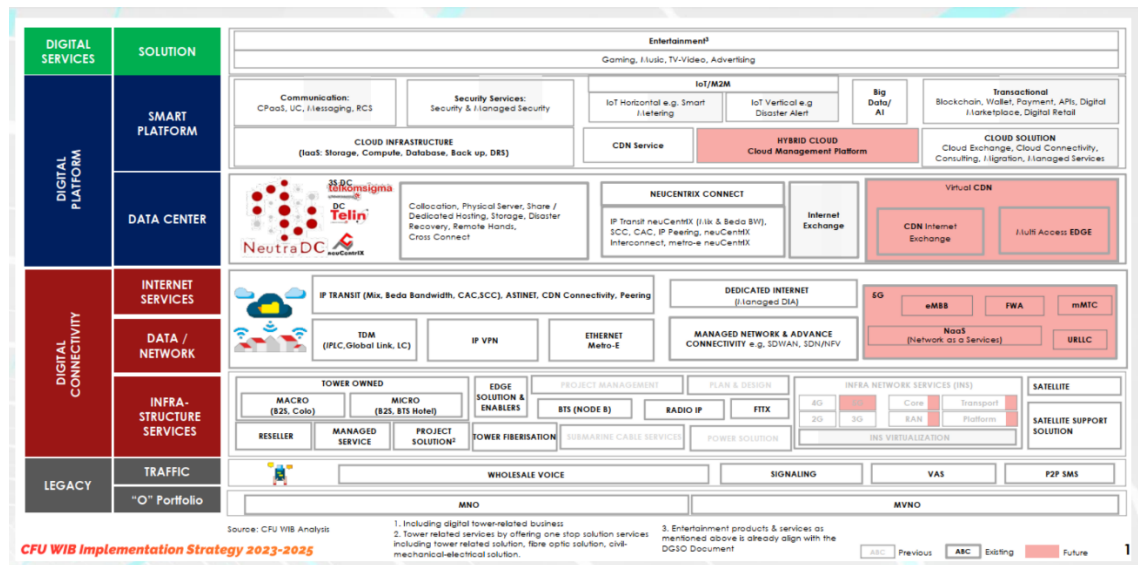 DIGITAL
SERVICES
SOLUTION
Entertainment³
Gaming, Music, TV-Video, Advertising
DIGITAL
PLATFORM
SMART
PLATFORM
Communication:
CPaaS, UC, Messaging, RCS
Security Services:
Security & Managed Security
IoT/M2M
IoT Horizontal e.g. Smart
Metering
IoT Vertical e.g
Disaster Alert
Big
Data/
AI
Transactional
Blockchain, Wallet, Payment, APIs, Digital
Marketplace, Digital Retail
CLOUD INFRASTRUCTURE
(IaaS: Storage, Compute, Database, Back up, DRS)
CDN Service
HYBRID CLOUD
Cloud Management Platform
CLOUD SOLUTION
Cloud Exchange, Cloud Connectivity,
Consulting, Migration, Managed Services
DATA CENTER
NeutraDC
3S DC
telkomsigma
DC
Telin
neuCentrIX
Collocation, Physical Server, Share /
Dedicated Hosting, Storage, Disaster
Recovery, Remote Hands,
Cross Connect
NEUCENTRIX CONNECT
IP Transit neuCentrIX (Mix & Beda BW),
SCC, CAC, IP Peering, neuCentrIX
Interconnect, metro-e neuCentrIX
Internet
Exchange
Virtual CDN
CDN Internet
Exchange
Multi Access EDGE
DIGITAL
CONNECTIVITY
INTERNET
SERVICES
IP TRANSIT (Mix, Beda Bandwidth, CAC,SCC), ASTINET, CDN Connectivity, Peering
DEDICATED INTERNET
(Managed DIA)
5G
eMBB
FWA
mMTC
DATA /
NETWORK
TDM
(IPLC,Global Link, LC)
IP VPN
ETHERNET
Metro-E
MANAGED NETWORK & ADVANCE
CONNECTIVITY e.g, SDWAN, SDN/NFV
NaaS
(Network as a Services)
URLLC
INFRA-
STRUCTURE
SERVICES
TOWER OWNED
MACRO
(B2S, Colo)
MICRO
(B2S, BTS Hotel)
RESELLER
MANAGED
SERVICE
PROJECT
SOLUTION²
EDGE
SOLUTION &
ENABLERS
TOWER FIBERISATION
PROJECT MANAGEMENT
PLAN & DESIGN
BTS (NODE B)
RADIO IP
FTTX
SUBMARINE CABLE SERVICES
POWER SOLUTION
INFRA NETWORK SERVICES (INS)
Core
Transport
2G
3G
RAN
Platform
INS VIRTUALIZATION
SATELLITE
SATELLITE SUPPORT
SOLUTION
LEGACY
TRAFFIC
WHOLESALE VOICE
SIGNALING
VAS
P2P SMS
"O" Portfolio
MNO
MVNO
Source: CFU WIB Analysis
1. Including digital tower-related business
2. Tower related services by offering one stop solution services
including tower related solution, fibre optic solution, civil-
mechanical-electrical solution.
3. Entertainment products & services as
mentioned above is already align with the
DGSO Document
ABC Previous
ABC Existing
Future
CFU WIB Implementation Strategy 2023-2025
1